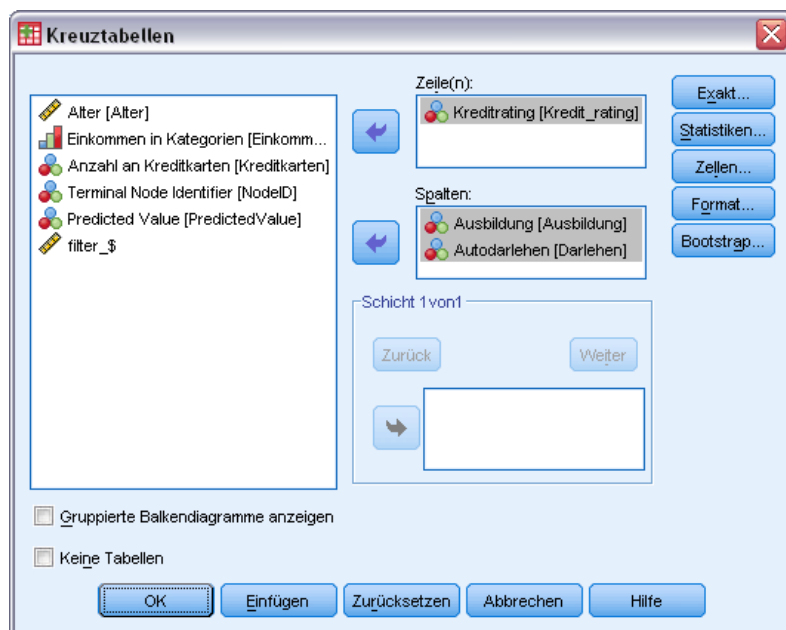 Kreuztabellen
Alter [Alter]
Einkommen in Kategorien [Einkomm...
Anzahl an Kreditkarten [Kreditkarten]
Terminal Node Identifier [NodeID]
Predicted Value [PredictedValue]
filter_$
Zeile(n):
Kreditrating [Kredit_rating]
Spalten:
Ausbildung [Ausbildung]
Autodarlehen [Darlehen]
Schicht 1von1
Zurück
Weiter
Exakt...
Statistiken...
Zellen...
Format...
Bootstrap...
Gruppierte Balkendiagramme anzeigen
Keine Tabellen
OK
Einfügen
Zurücksetzen
Abbrechen
Hilfe